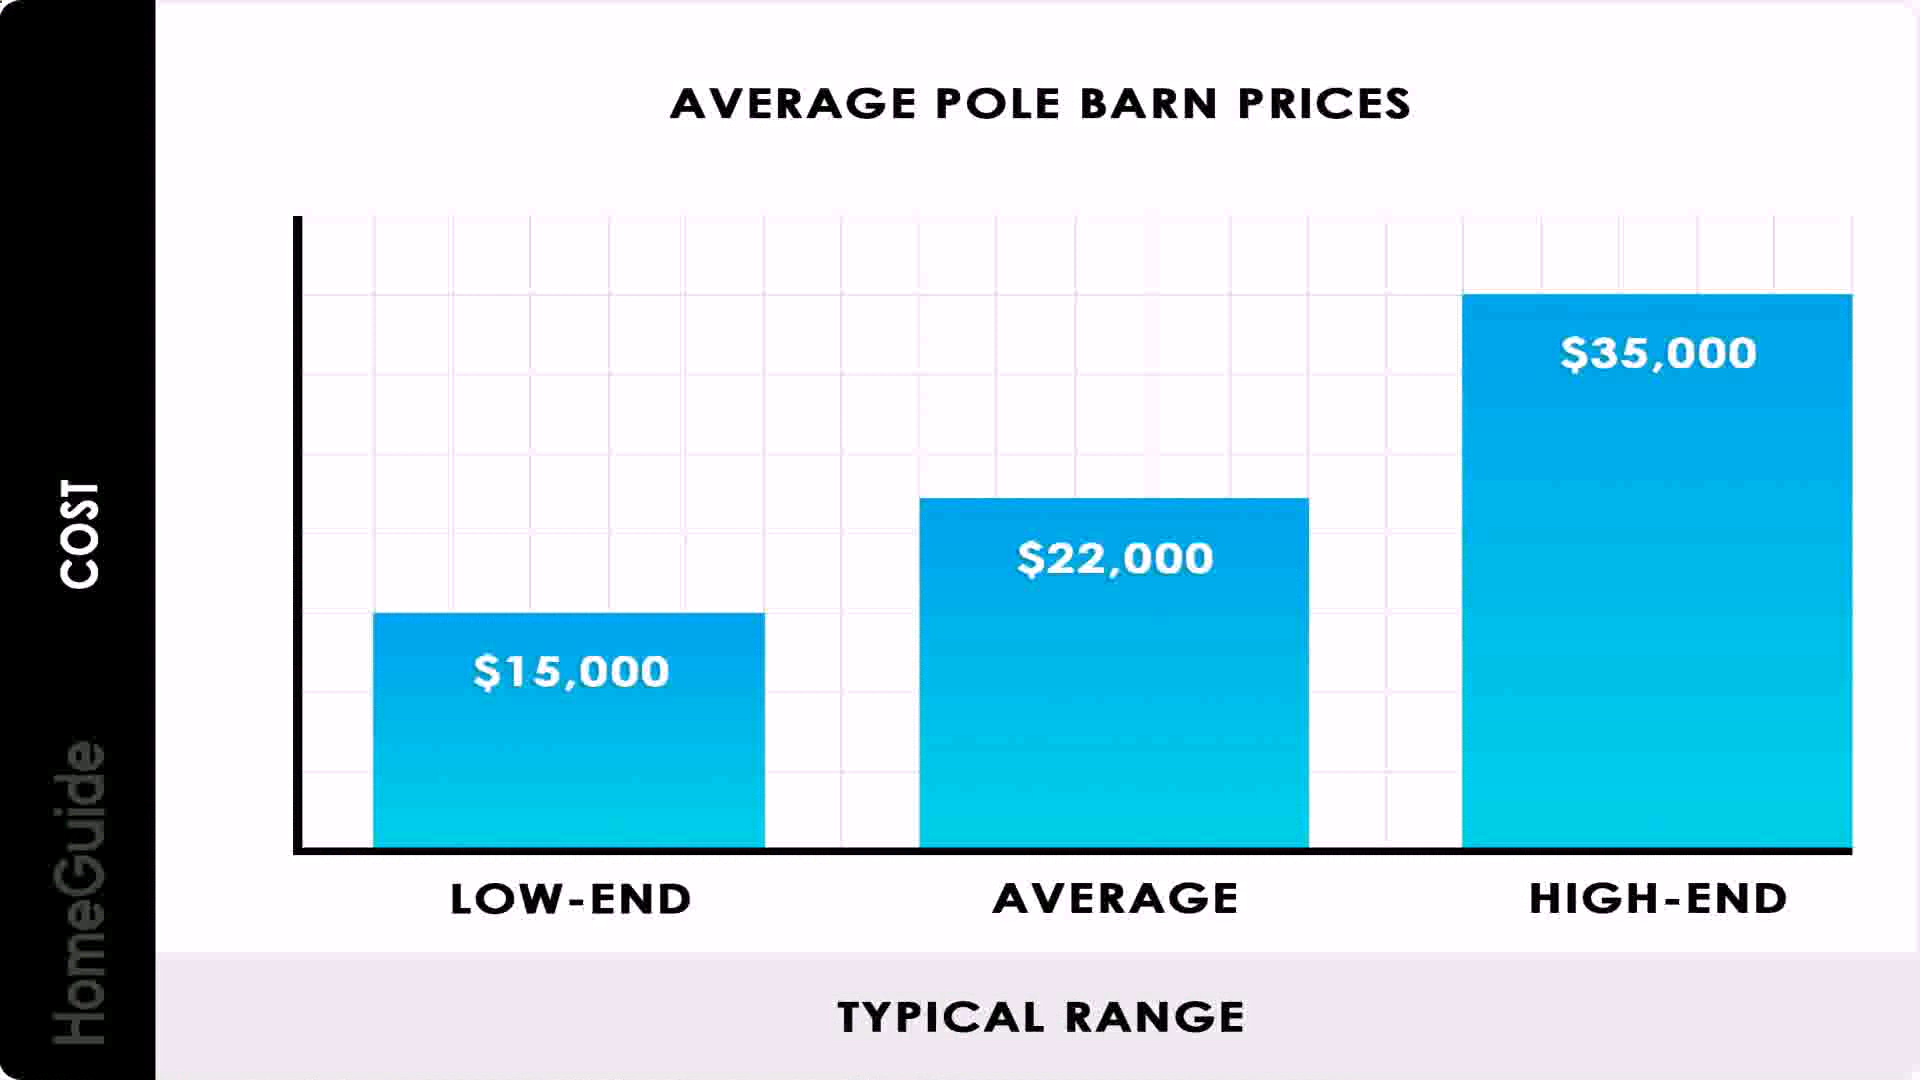 AVERAGE POLE BARN PRICES
COST
$35,000
$22,000
$15,000
LOW-END AVERAGE HIGH-END
TYPICAL RANGE
HomeGuide